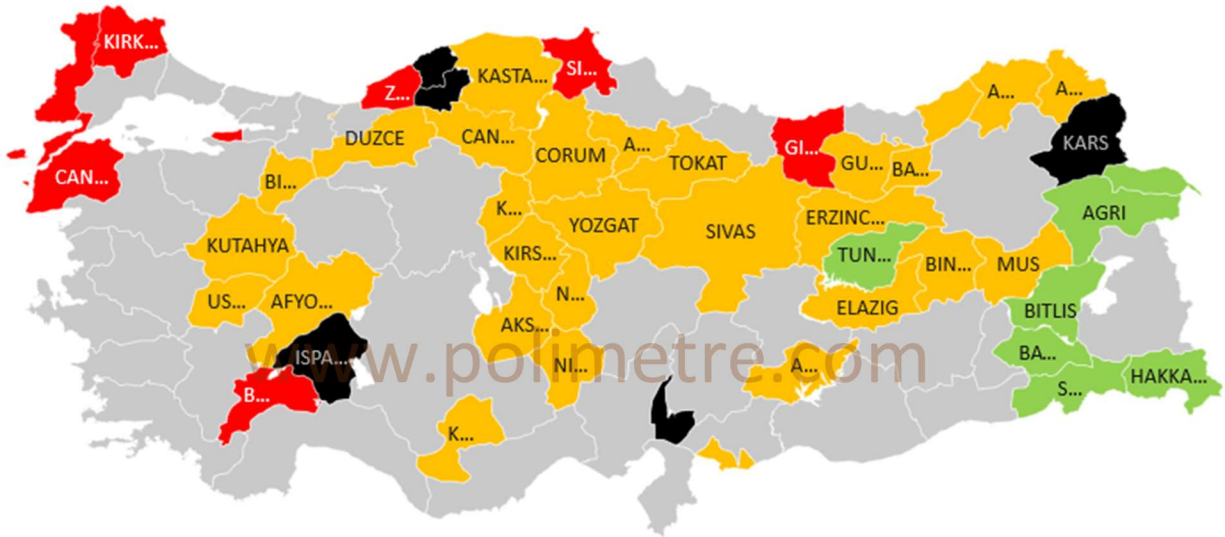 KIRK...
Z...
KASTA...
SI...
A...
A...
KARS
CAN...
DUZCE
CAN...
CORUM
A...
TOKAT
GI...
GU...
BA...
BI...
K...
YOZGAT
SIVAS
ERZINC...
AGRI
KUTAHYA
KIRS...
TUN...
BIN...
MUS
US...
AFYO...
N...
AKS...
ELAZIG
BITLIS
ISPA...
NI...
A...
BA...
B...
S...
HAKKA...
K...
www.polimetre.com